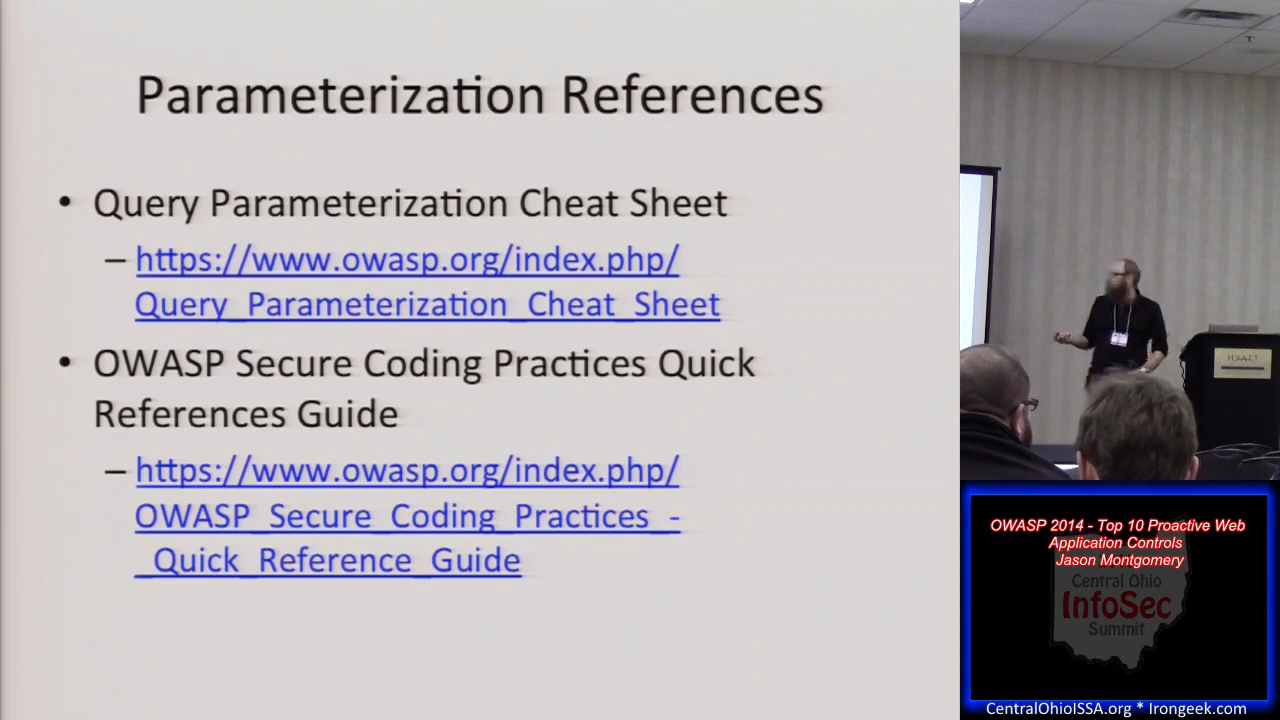 Parameterization References
• Query Parameterization Cheat Sheet
– https://www.owasp.org/index.php/
Query_Parameterization_Cheat_Sheet
• OWASP Secure Coding Practices Quick
References Guide
– https://www.owasp.org/index.php/
OWASP_Secure_Coding_Practices_-
_Quick_Reference_Guide
HYATT
OWASP 2014 - Top 10 Proactive Web
Application Controls
Jason Montgomery
Central Ohio
InfoSec
Summit
CentralOhioISSA.org * Irongeek.com